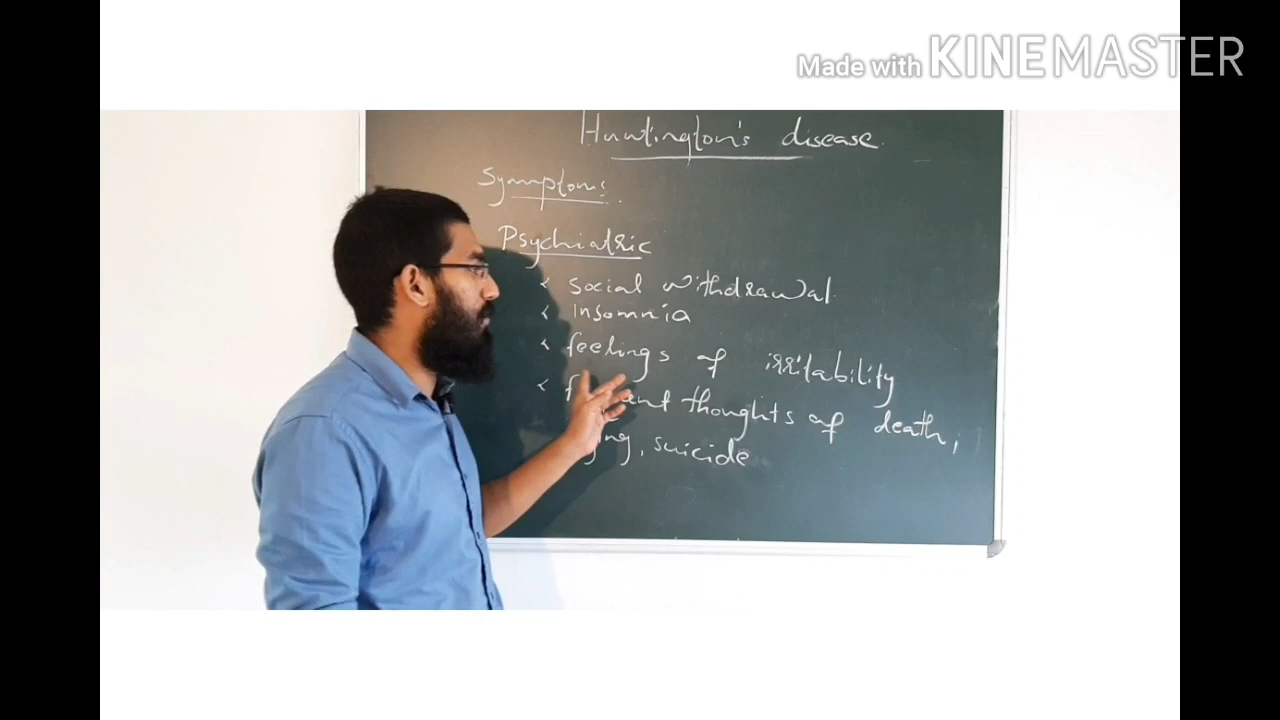 Made with KINEMASTER
Huntington's disease
Symptoms
Psychiatric
social withdrawal
Insomnia
feelings of irritability
thoughts of death,
suicide